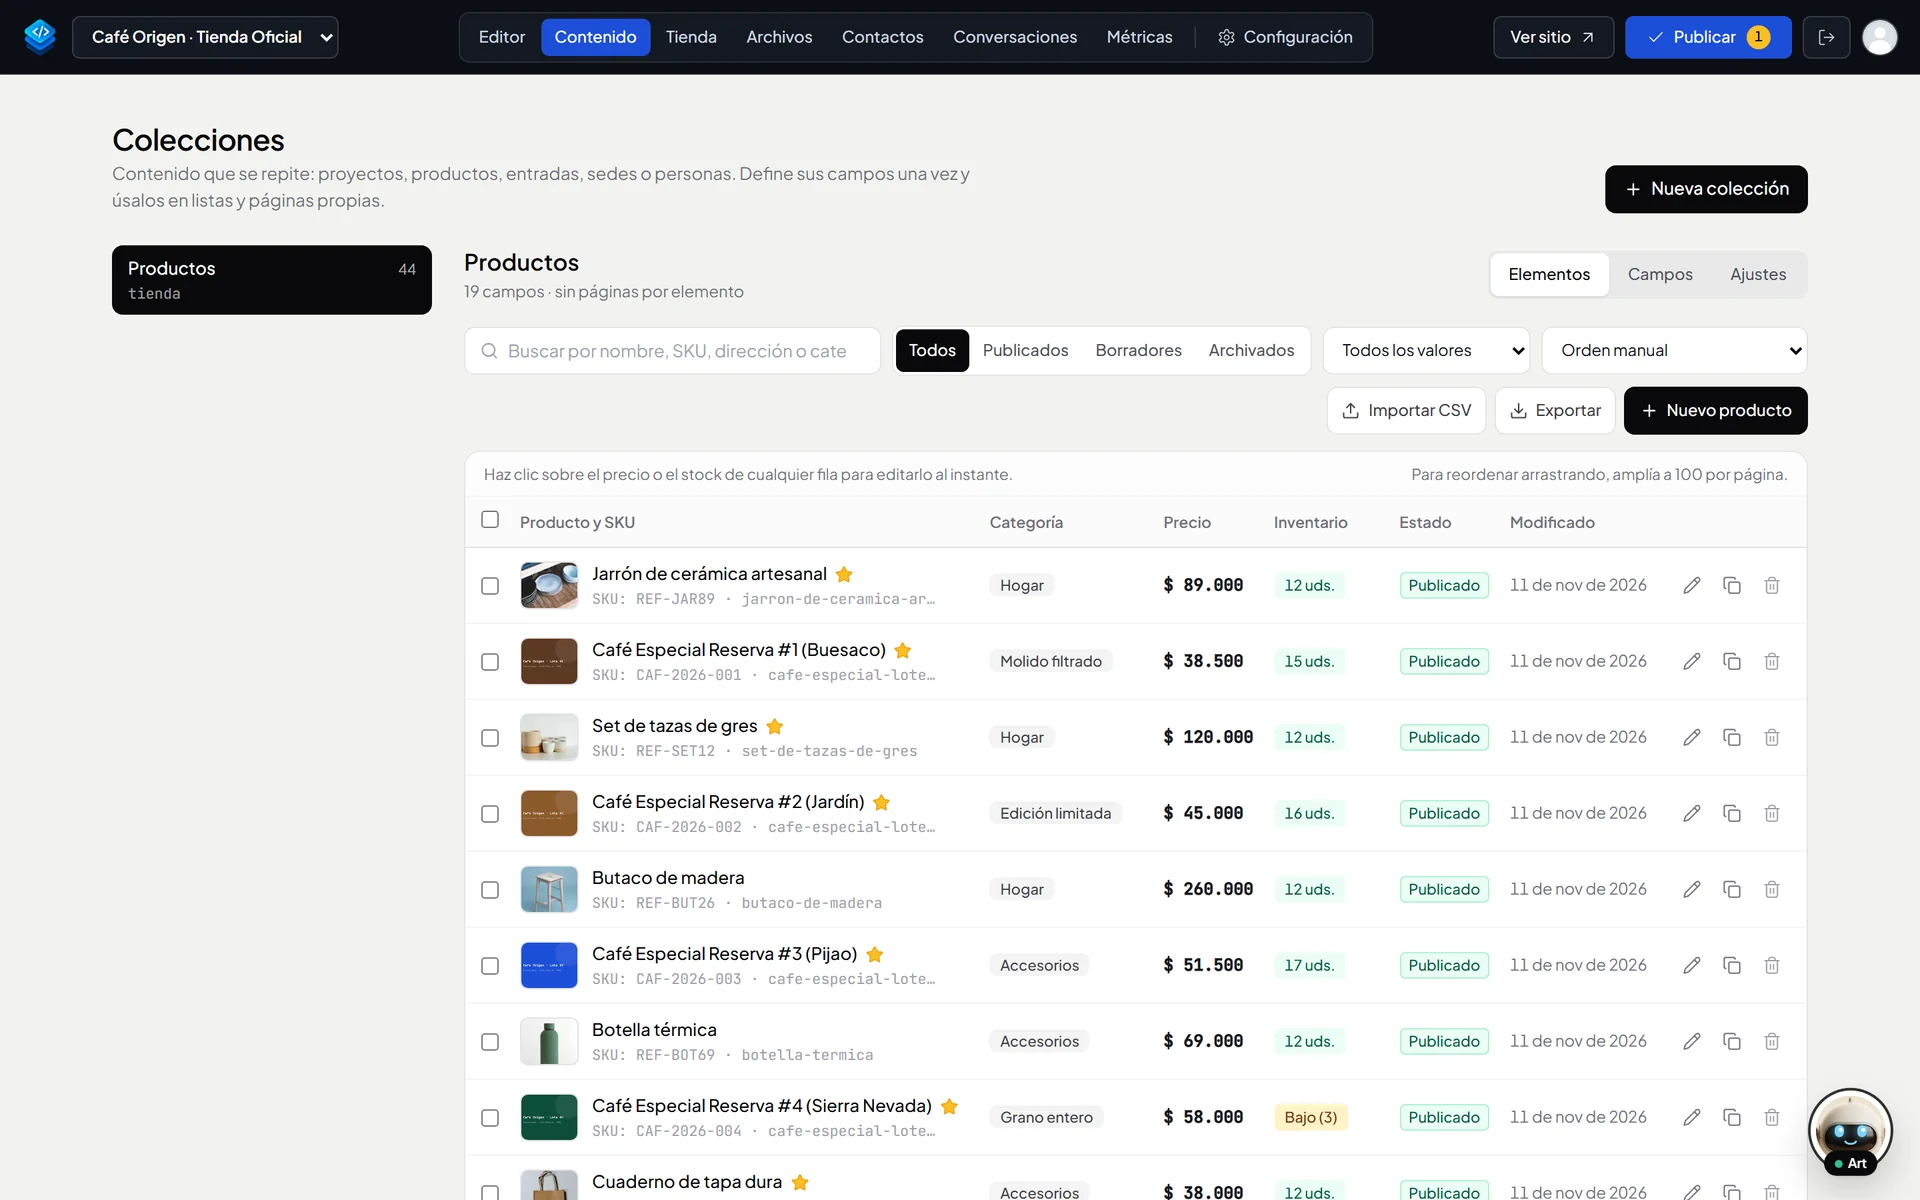 Café Origen · Tienda Oficial
Editor
Contenido
Tienda
Archivos
Contactos
Conversaciones
Métricas
Configuración
Ver sitio
Publicar 1
Colecciones
Contenido que se repite: proyectos, productos, entradas, sedes o personas. Define sus campos una vez y
úsalos en listas y páginas propias.
+ Nueva colección
Productos 44
tienda
Productos
19 campos · sin páginas por elemento
Elementos
Campos
Ajustes
Buscar por nombre, SKU, dirección o cate
Todos
Publicados
Borradores
Archivados
Todos los valores
Orden manual
Importar CSV
Exportar
+ Nuevo producto
Haz clic sobre el precio o el stock de cualquier fila para editarlo al instante.
Para reordenar arrastrando, amplía a 100 por página.
Producto y SKU
Categoría
Precio
Inventario
Estado
Modificado
Jarrón de cerámica artesanal
SKU: REF-JAR89 · jarron-de-ceramica-ar…
Hogar
$ 89.000
12 uds.
Publicado
11 de nov de 2026
Café Especial Reserva #1 (Buesaco)
SKU: CAF-2026-001 · cafe-especial-lote…
Molido filtrado
$ 38.500
15 uds.
Publicado
11 de nov de 2026
Set de tazas de gres
SKU: REF-SET12 · set-de-tazas-de-gres
Hogar
$ 120.000
12 uds.
Publicado
11 de nov de 2026
Café Especial Reserva #2 (Jardín)
SKU: CAF-2026-002 · cafe-especial-lote…
Edición limitada
$ 45.000
16 uds.
Publicado
11 de nov de 2026
Butaco de madera
SKU: REF-BUT26 · butaco-de-madera
Hogar
$ 260.000
12 uds.
Publicado
11 de nov de 2026
Café Especial Reserva #3 (Pijao)
SKU: CAF-2026-003 · cafe-especial-lote…
Accesorios
$ 51.500
17 uds.
Publicado
11 de nov de 2026
Botella térmica
SKU: REF-BOT69 · botella-termica
Accesorios
$ 69.000
12 uds.
Publicado
11 de nov de 2026
Café Especial Reserva #4 (Sierra Nevada)
SKU: CAF-2026-004 · cafe-especial-lote…
Grano entero
$ 58.000
Bajo (3)
Publicado
11 de nov de 2026
Cuaderno de tapa dura
Accesorios
$ 38.000
12 uds.
Publicado
11 de nov de 2026
Art